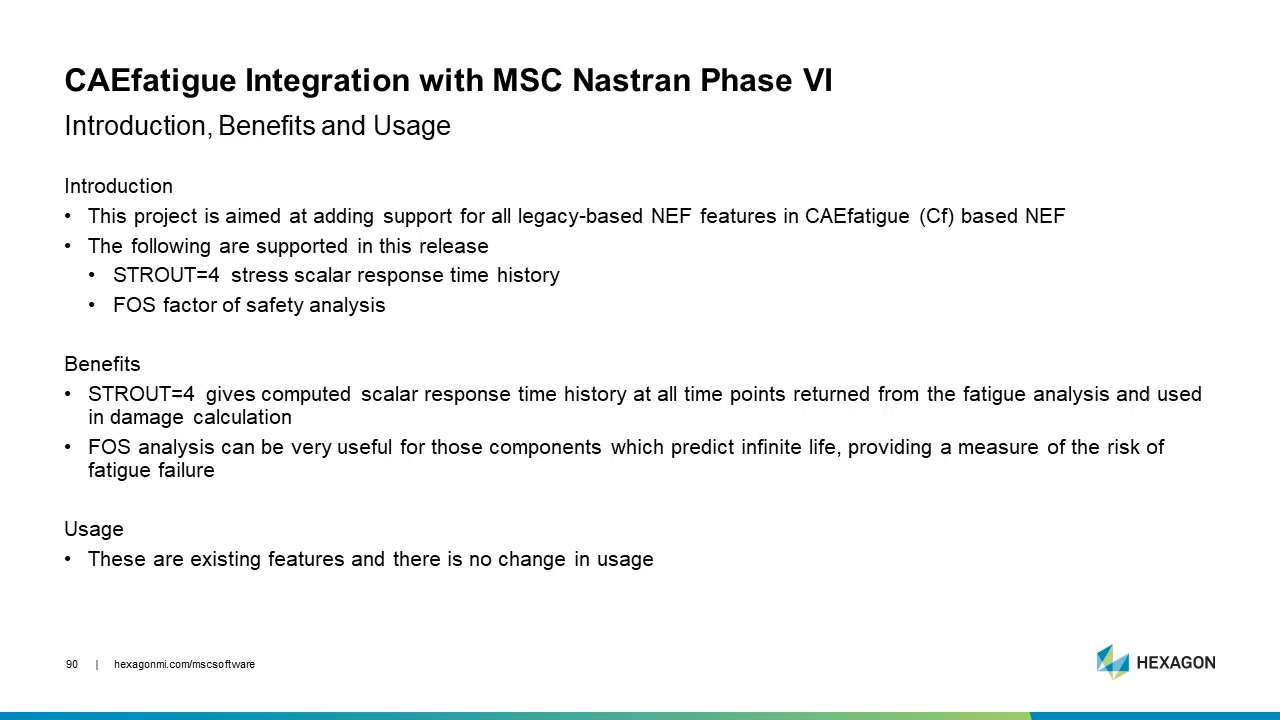 CAEfatigue Integration with MSC Nastran Phase VI
Introduction, Benefits and Usage
Introduction
• This project is aimed at adding support for all legacy-based NEF features in CAEfatigue (Cf) based NEF
• The following are supported in this release
• STROUT=4 stress scalar response time history
• FOS factor of safety analysis
Benefits
• STROUT=4 gives computed scalar response time history at all time points returned from the fatigue analysis and used
in damage calculation
• FOS analysis can be very useful for those components which predict infinite life, providing a measure of the risk of
fatigue failure
Usage
• These are existing features and there is no change in usage
90 | hexagonmi.com/mscsoftware
HEXAGON